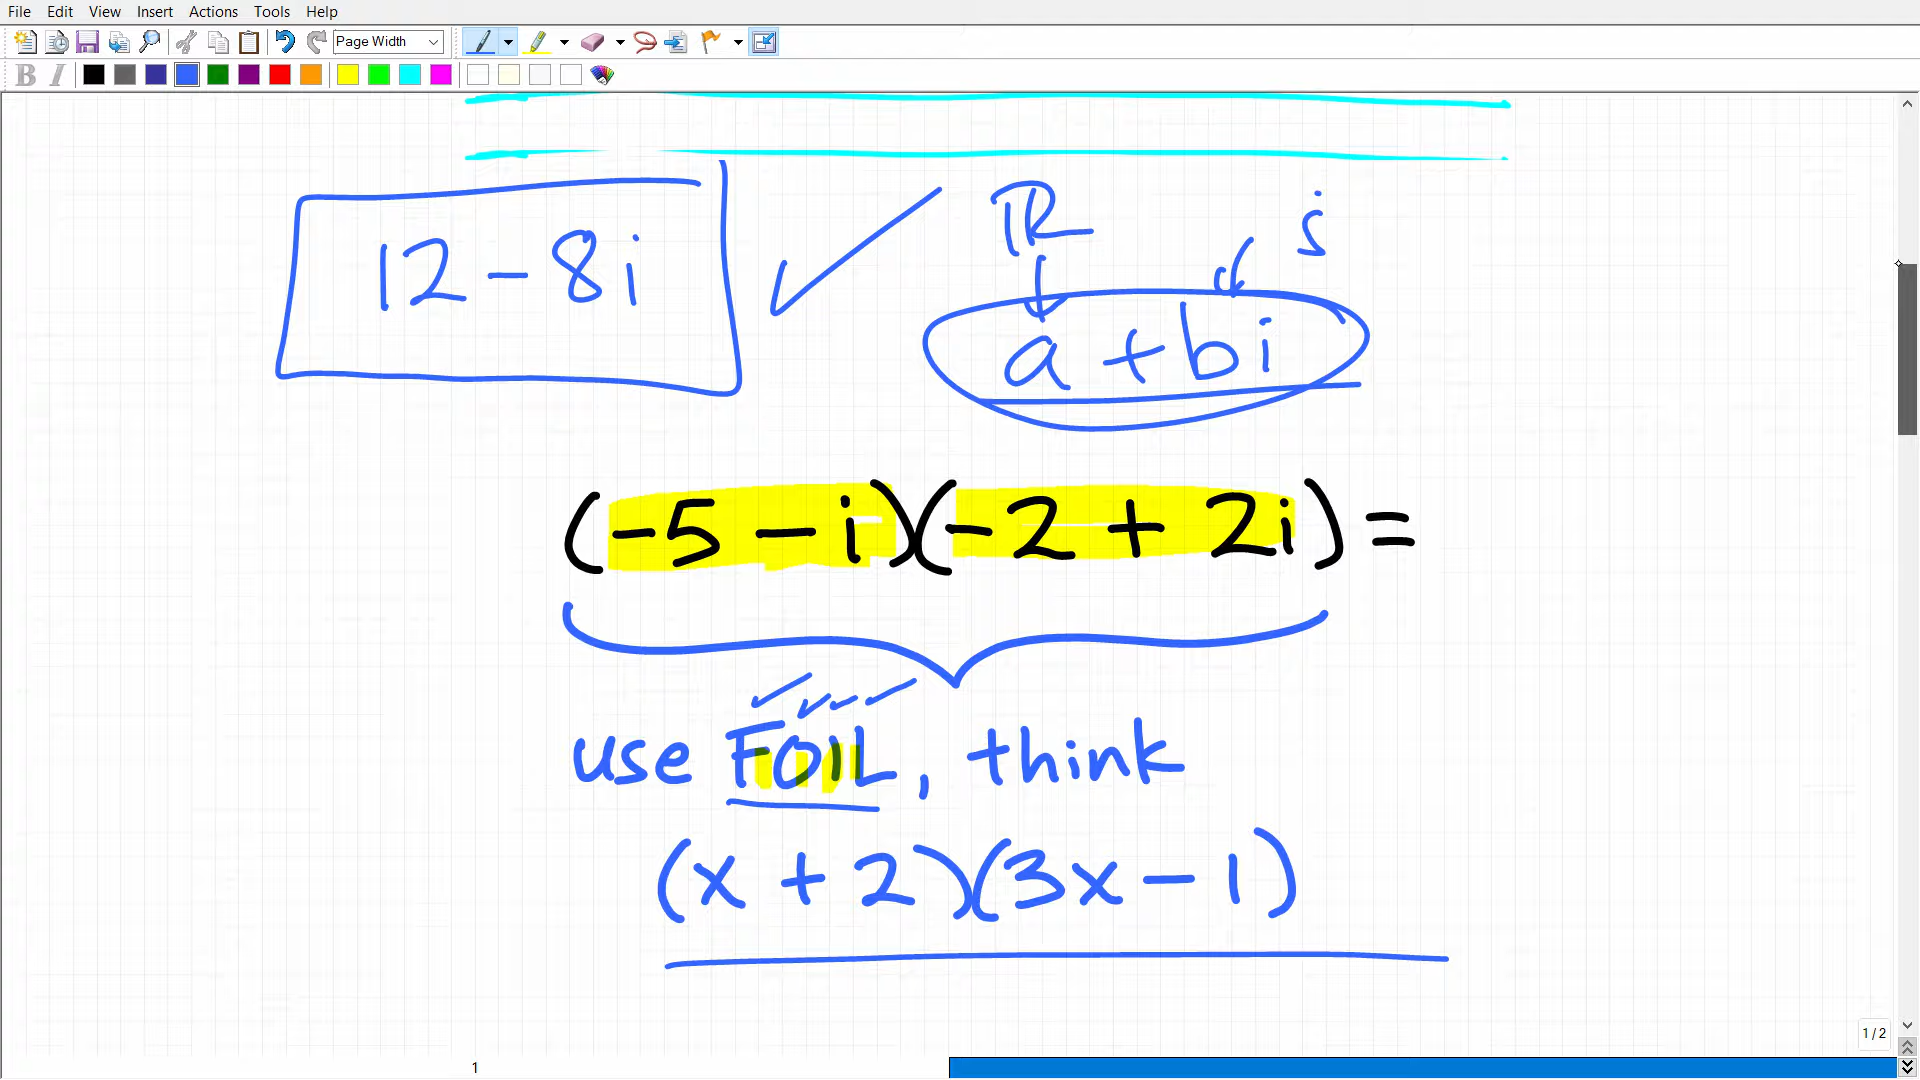 File Edit View Insert Actions Tools Help
Page Width
B I
12 - 8i
ℝ i
a + bi
(-5 - i)(-2 + 2i) =
use FOIL, think
(x + 2)(3x - 1)
1 / 2
1